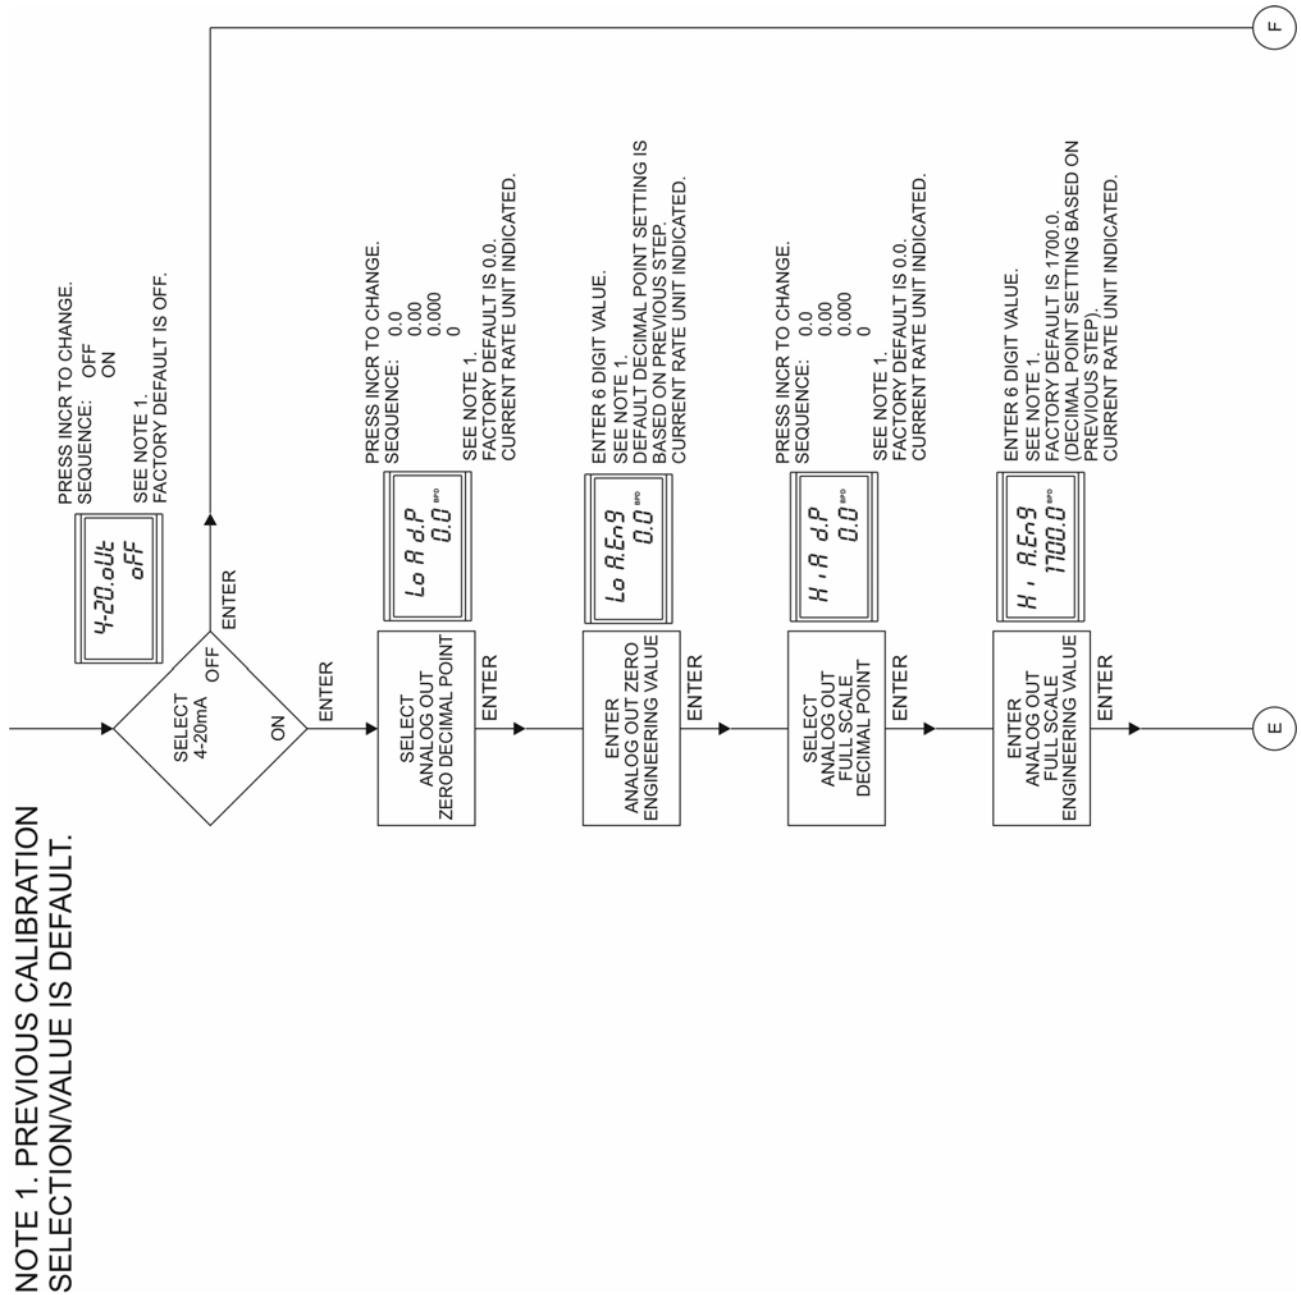 NOTE 1. PREVIOUS CALIBRATION
SELECTION/VALUE IS DEFAULT.
SELECT
4-20mA
OFF
ON
ENTER
ENTER
4-20.oUt
oFF
PRESS INCR TO CHANGE.
SEQUENCE: OFF
ON
SEE NOTE 1.
FACTORY DEFAULT IS OFF.
SELECT
ANALOG OUT
ZERO DECIMAL POINT
ENTER
Lo A d.P
0.0 BPD
PRESS INCR TO CHANGE.
SEQUENCE: 0.0
0.00
0.000
0
SEE NOTE 1.
FACTORY DEFAULT IS 0.0.
CURRENT RATE UNIT INDICATED.
ENTER
ANALOG OUT ZERO
ENGINEERING VALUE
ENTER
Lo A.Eng
0.0 BPD
ENTER 6 DIGIT VALUE.
SEE NOTE 1.
DEFAULT DECIMAL POINT SETTING IS
BASED ON PREVIOUS STEP.
CURRENT RATE UNIT INDICATED.
SELECT
ANALOG OUT
FULL SCALE
DECIMAL POINT
ENTER
Hi A d.P
0.0 BPD
PRESS INCR TO CHANGE.
SEQUENCE: 0.0
0.00
0.000
0
SEE NOTE 1.
FACTORY DEFAULT IS 0.0.
CURRENT RATE UNIT INDICATED.
ENTER
ANALOG OUT
FULL SCALE
ENGINEERING VALUE
ENTER
Hi A.Eng
1700.0 BPD
ENTER 6 DIGIT VALUE.
SEE NOTE 1.
FACTORY DEFAULT IS 1700.0.
(DECIMAL POINT SETTING BASED ON
PREVIOUS STEP).
CURRENT RATE UNIT INDICATED.
E
F